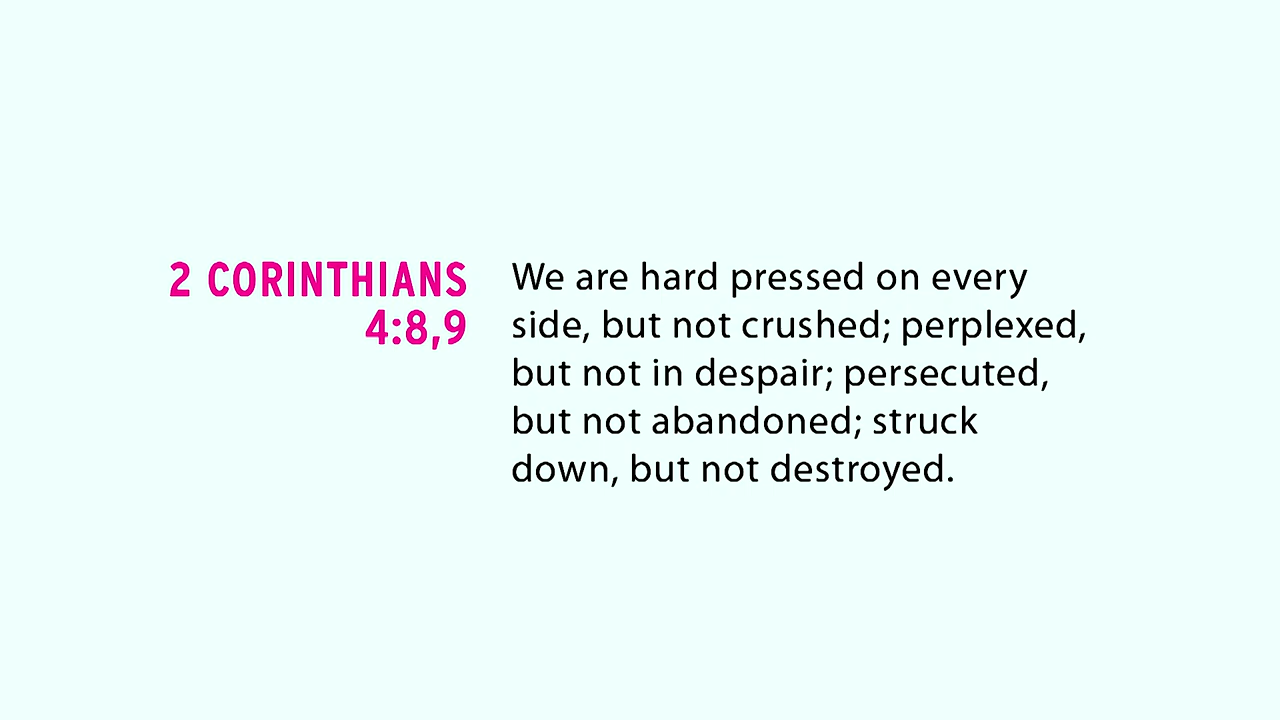 2 CORINTHIANS
4:8,9
We are hard pressed on every
side, but not crushed; perplexed,
but not in despair; persecuted,
but not abandoned; struck
down, but not destroyed.